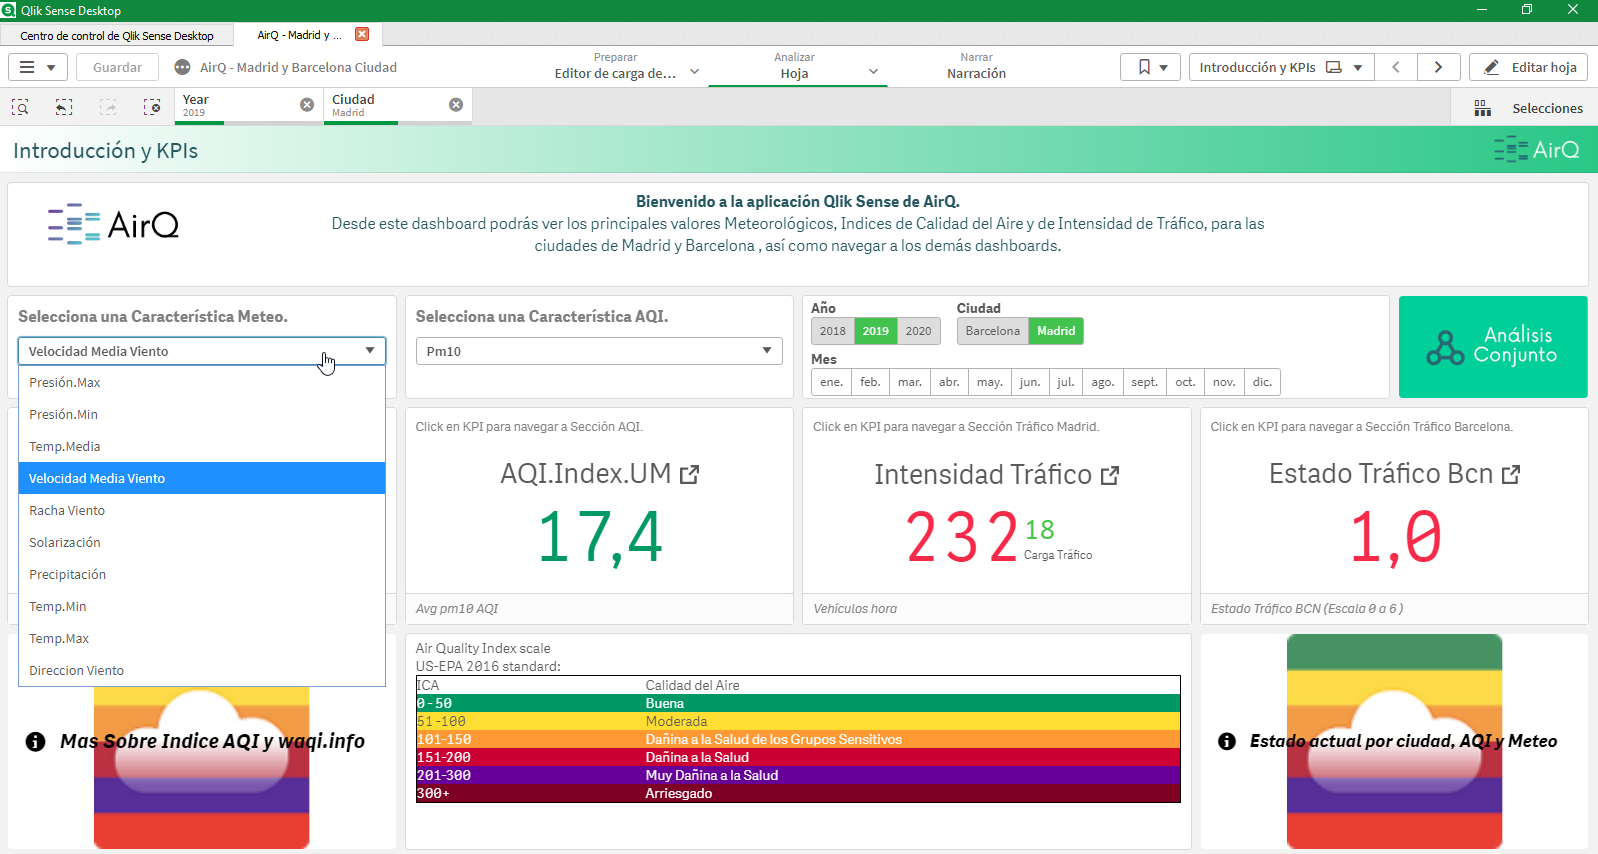 Qlik Sense Desktop
Centro de control de Qlik Sense Desktop
AirQ - Madrid y ...
Guardar
AirQ - Madrid y Barcelona Ciudad
Preparar
Editor de carga de...
Analizar
Hoja
Narrar
Narración
Introducción y KPIs
Editar hoja
Year
2019
Ciudad
Madrid
Selecciones
Introducción y KPIs
AirQ
AirQ
Bienvenido a la aplicación Qlik Sense de AirQ.
Desde este dashboard podrás ver los principales valores Meteorológicos, Indices de Calidad del Aire y de Intensidad de Tráfico, para las
ciudades de Madrid y Barcelona , así como navegar a los demás dashboards.
Selecciona una Característica Meteo.
Velocidad Media Viento
Presión.Max
Presión.Min
Temp.Media
Velocidad Media Viento
Racha Viento
Solarización
Precipitación
Temp.Min
Temp.Max
Direccion Viento
Selecciona una Característica AQI.
Pm10
Año
2018 2019 2020
Ciudad
Barcelona Madrid
Mes
ene. feb. mar. abr. may. jun. jul. ago. sept. oct. nov. dic.
Análisis
Conjunto
Click en KPI para navegar a Sección AQI.
AQI.Index.UM
17,4
Avg pm10 AQI
Click en KPI para navegar a Sección Tráfico Madrid.
Intensidad Tráfico
232
18
Carga Tráfico
Vehículos hora
Click en KPI para navegar a Sección Tráfico Barcelona.
Estado Tráfico Bcn
1,0
Estado Tráfico BCN (Escala 0 a 6 )
Mas Sobre Indice AQI y waqi.info
Air Quality Index scale
US-EPA 2016 standard:
ICA Calidad del Aire
0-50 Buena
51-100 Moderada
101-150 Dañina a la Salud de los Grupos Sensitivos
151-200 Dañina a la Salud
201-300 Muy Dañina a la Salud
300+ Arriesgado
Estado actual por ciudad, AQI y Meteo